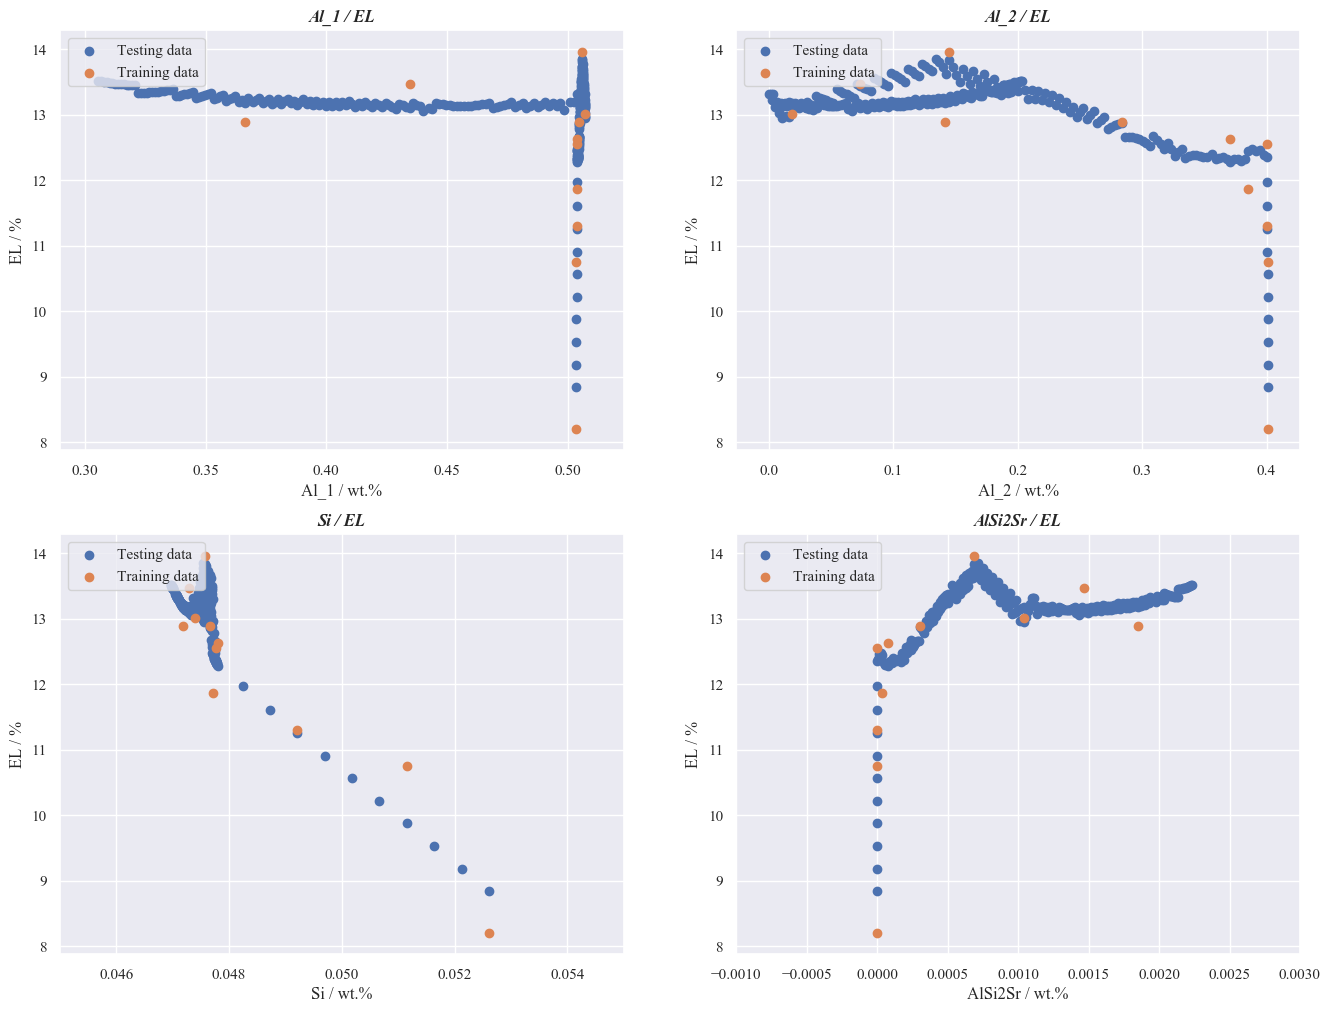 Al_1 / EL
14
13
12
11
10
9
8
EL / %
Testing data
Training data
0.30
0.35
0.40
0.45
0.50
Al_1 / wt.%
Al_2 / EL
14
13
12
11
10
9
8
EL / %
Testing data
Training data
0.0
0.1
0.2
0.3
0.4
Al_2 / wt.%
Si / EL
14
13
12
11
10
9
8
EL / %
Testing data
Training data
0.046
0.048
0.050
0.052
0.054
Si / wt.%
AlSi2Sr / EL
14
13
12
11
10
9
8
EL / %
Testing data
Training data
−0.0010
−0.0005
0.0000
0.0005
0.0010
0.0015
0.0020
0.0025
0.0030
AlSi2Sr / wt.%